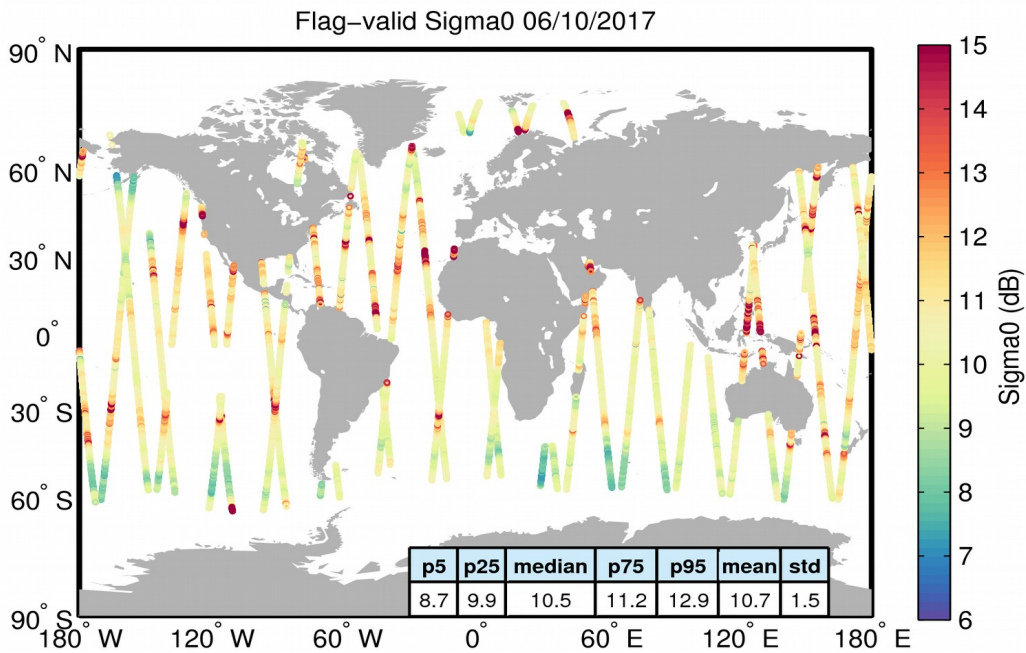 Flag−valid Sigma0 06/10/2017
90° N
60° N
30° N
0°
30° S
60° S
90° S
180° W
120° W
60° W
0°
60° E
120° E
180° E
p5 p25 median p75 p95 mean std
8.7 9.9 10.5 11.2 12.9 10.7 1.5
15
14
13
12
11
10
9
8
7
6
Sigma0 (dB)